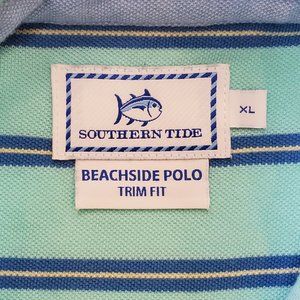 SOUTHERN TIDE
XL
BEACHSIDE POLO
TRIM FIT